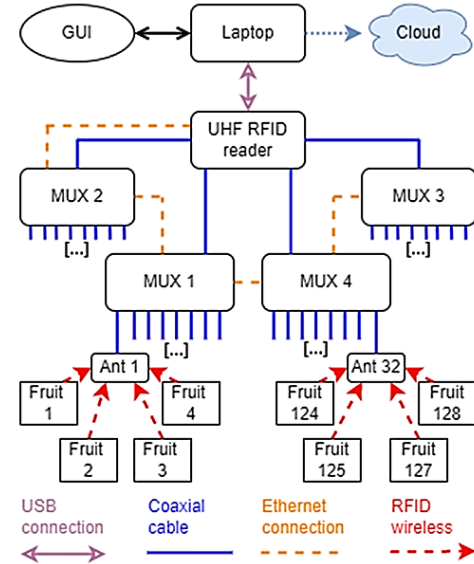 GUI
Laptop
Cloud
UHF RFID
reader
MUX 2
MUX 3
[...]
[...]
MUX 1
MUX 4
[...]
[...]
Ant 1
Ant 32
Fruit
1
Fruit
4
Fruit
124
Fruit
128
Fruit
2
Fruit
3
Fruit
125
Fruit
127
USB
connection
Coaxial
cable
Ethernet
connection
RFID
wireless